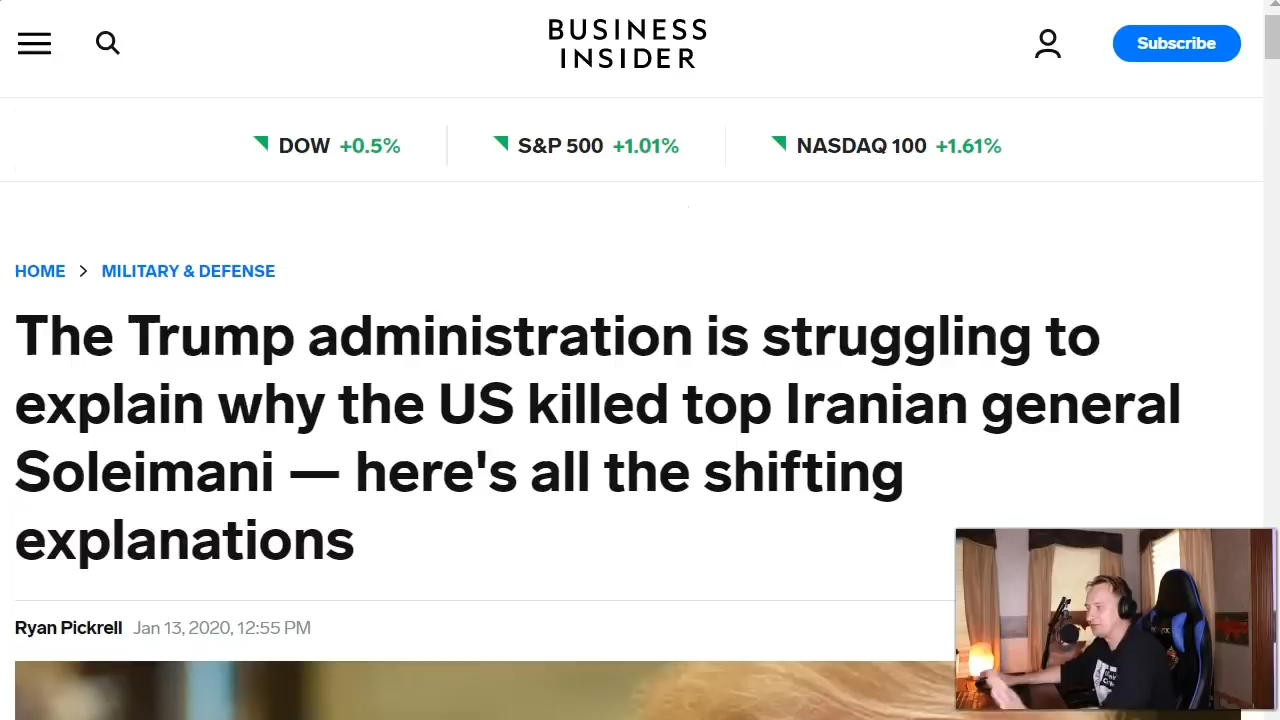 BUSINESS
INSIDER
Subscribe
DOW +0.5% S&P 500 +1.01% NASDAQ 100 +1.61%
HOME > MILITARY & DEFENSE
The Trump administration is struggling to
explain why the US killed top Iranian general
Soleimani — here's all the shifting
explanations
Ryan Pickrell Jan 13, 2020, 12:55 PM